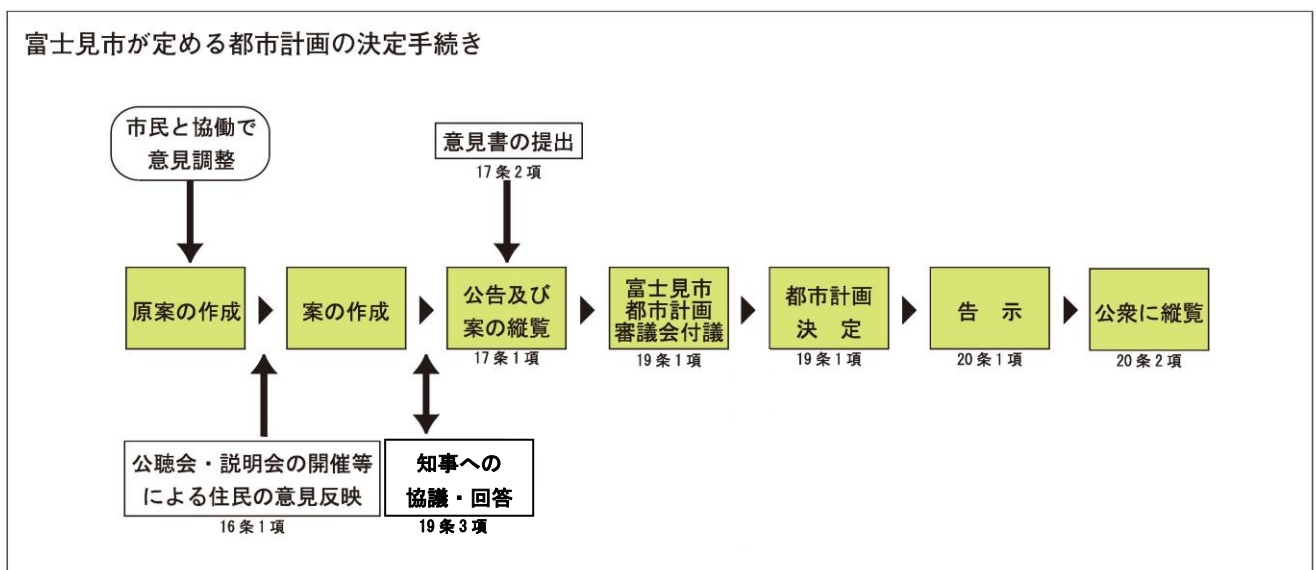 富士見市が定める都市計画の決定手続き
市民と協働で
意見調整
意見書の提出
17条2項
原案の作成
案の作成
公告及び
案の縦覧
17条1項
富士見市
都市計画
審議会付議
19条1項
都市計画
決　定
19条1項
告　示
20条1項
公衆に縦覧
20条2項
公聴会・説明会の開催等
による住民の意見反映
16条1項
知事への
協議・回答
19条3項